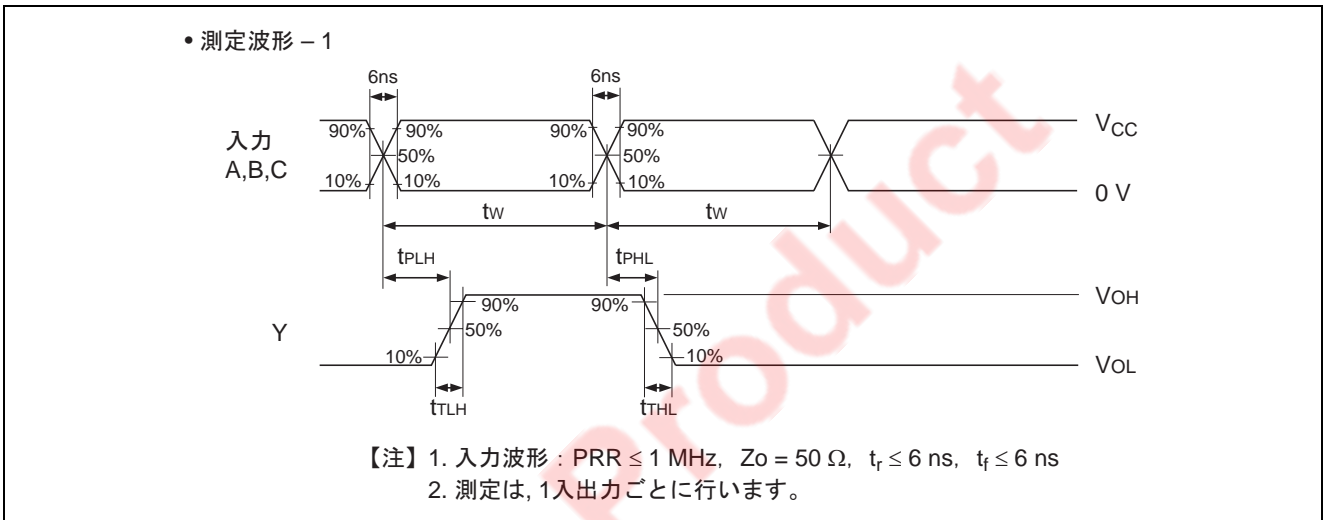 • 測定波形 – 1
6ns 6ns
90% 90% 90% 90% VCC
入力
A,B,C
50% 50%
10% 10% 10% 10% 0 V
tW tW
tPLH tPHL
90% 90% VOH
Y
50% 50%
10% 10% VOL
tTLH tTHL
【注】 1. 入力波形 : PRR ≤ 1 MHz, Zo = 50 Ω, tr ≤ 6 ns, tf ≤ 6 ns
2. 測定は, 1入出力ごとに行います。
Product